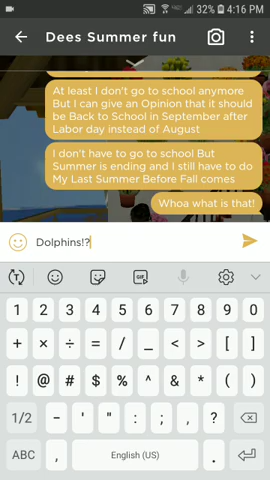 32% 4:16 PM
Dees Summer fun
At least I don't go to school anymore
But I can give an Opinion that it should
be Back to School in September after
Labor day instead of August
I don't have to go to school But
Summer is ending and I still have to do
My Last Summer Before Fall comes
Whoa what is that!
Dolphins!?
GIF
1 2 3 4 5 6 7 8 9 0
+ × ÷ = / _ < > [ ]
! @ # $ % ^ & * ( )
1/2 - ' " : ; , ?
ABC , English (US) .